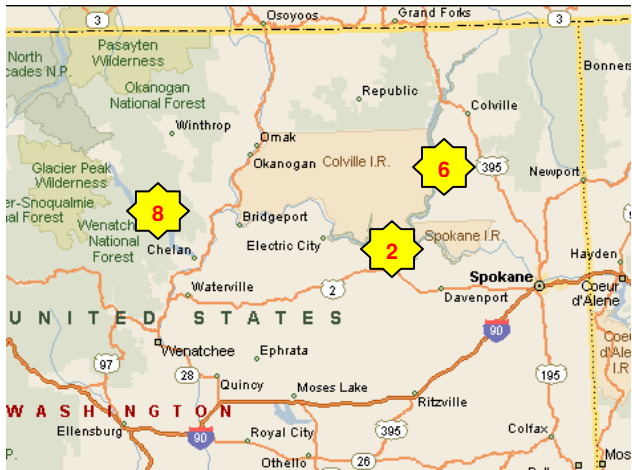 3
Osoyoos
Grand Forks
3
Pasayten
Wilderness
North
cades N.P.
Bonners
Okanogan
National Forest
Republic
Colville
Winthrop
Omak
Okanogan
Colville I.R.
6
395
Newport
Glacier Peak
Wilderness
er-Snoqualmie
al Forest
8
Wenatch
National
Forest
Bridgeport
Electric City
2
Spokane I.R.
Chelan
Hayden
Spokane
Coeur
d'Alene
Waterville
2
Davenport
UNITED STATES
90
Coeu
d'Ale
I.R
Wenatchee
Ephrata
97
28
Quincy
Moses Lake
Ritzville
195
WASHINGTON
Ellensburg
90
Royal City
395
Colfax
Othello
26
Mos
P.